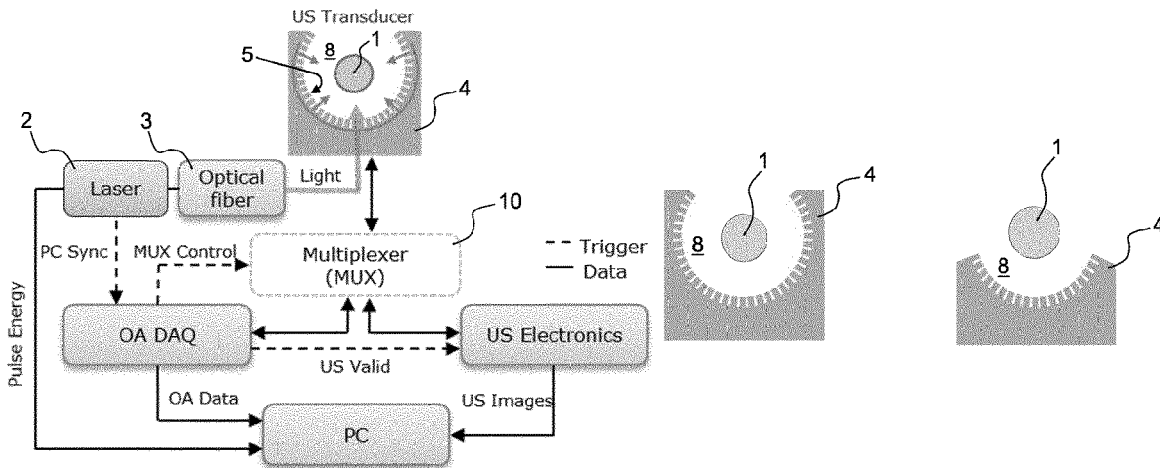 US Transducer
1
8
5
4
2
3
Laser
Optical
fiber
Light
10
PC Sync
MUX Control
Multiplexer
(MUX)
Trigger
Data
Pulse Energy
OA DAQ
US Electronics
US Valid
OA Data
US Images
PC
1
4
8
1
4
8